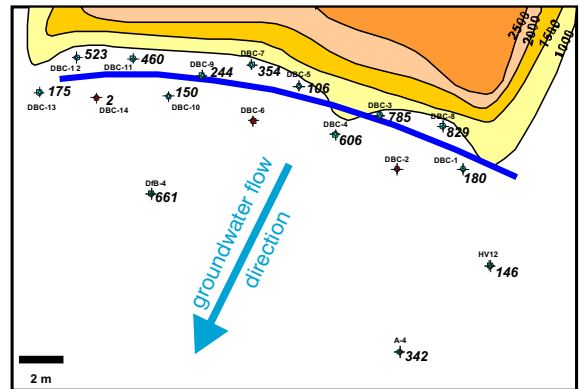 2500
2000
1500
1000
523
DBC-1 2
460
DBC-11
DBC-9
244
DBC-7
354
DBC-5
106
175
DBC-13
2
DBC-14
150
DBC-10
DBC-6
DBC-3
785
DBC-4
606
DBC-8
829
DBC-2
DBC-1
180
DfB-4
661
groundwater flow
direction
HV12
146
A-4
342
2 m